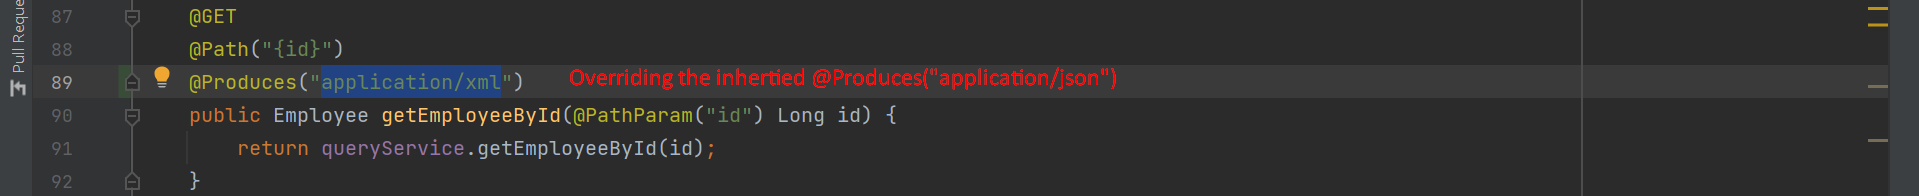 Pull Reque
87 @GET
88 @Path("{id}")
89 @Produces("application/xml") Overriding the inhertied @Produces("application/json")
90 public Employee getEmployeeById(@PathParam("id") Long id) {
91 return queryService.getEmployeeById(id);
92 }